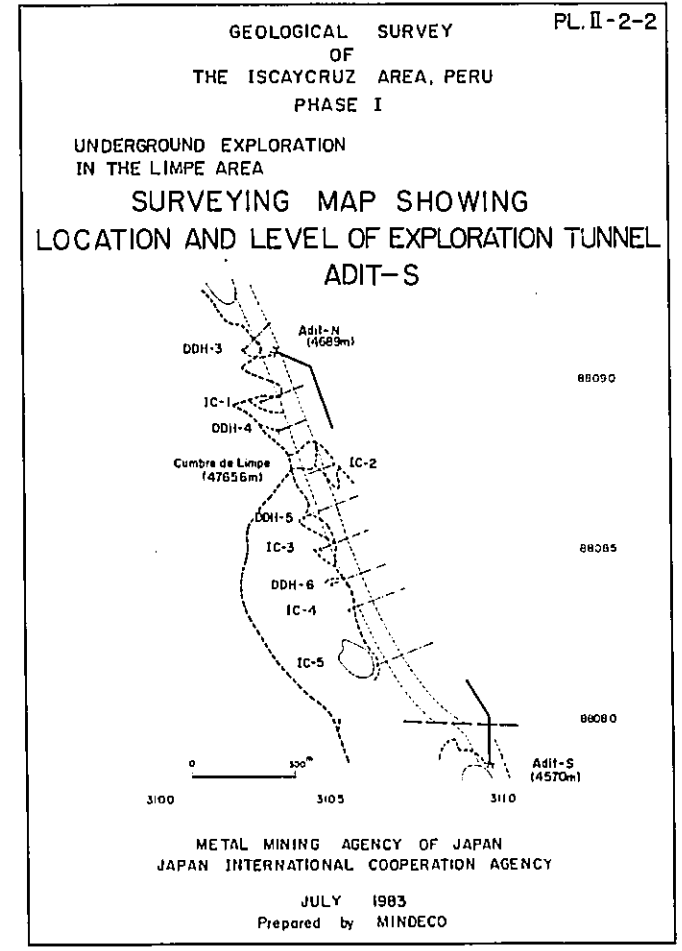 PL. II-2-2
GEOLOGICAL SURVEY
OF
THE ISCAYCRUZ AREA, PERU
PHASE I
UNDERGROUND EXPLORATION
IN THE LIMPE AREA
SURVEYING MAP SHOWING
LOCATION AND LEVEL OF EXPLORATION TUNNEL
ADIT-S
Adit-N
(4689m)
DDH-3
88090
IC-1
DDH-4
Cumbre de Limpe
(47656m)
IC-2
DDH-5
IC-3
88085
DDH-6
IC-4
IC-5
88080
Adit-S
(4570m)
0
3100
3105
3110
METAL MINING AGENCY OF JAPAN
JAPAN INTERNATIONAL COOPERATION AGENCY
JULY 1983
Prepared by MINDECO